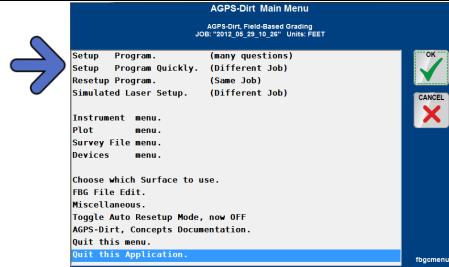 AGPS-Dirt Main Menu
AGPS-Dirt, Field-Based Grading
JOB: "2012_05_29_10_26" Units: FEET
Setup Program. (many questions)
Setup Program Quickly. (Different Job)
Resetup Program. (Same Job)
Simulated Laser Setup. (Different Job)
Instrument menu.
Plot menu.
Survey File menu.
Devices menu.
Choose which Surface to use.
FBG File Edit.
Miscellaneous.
Toggle Auto Resetup Mode, now OFF
AGPS-Dirt, Concepts Documentation.
Quit this menu.
Quit this Application.
OK
CANCEL
fbgcmenu